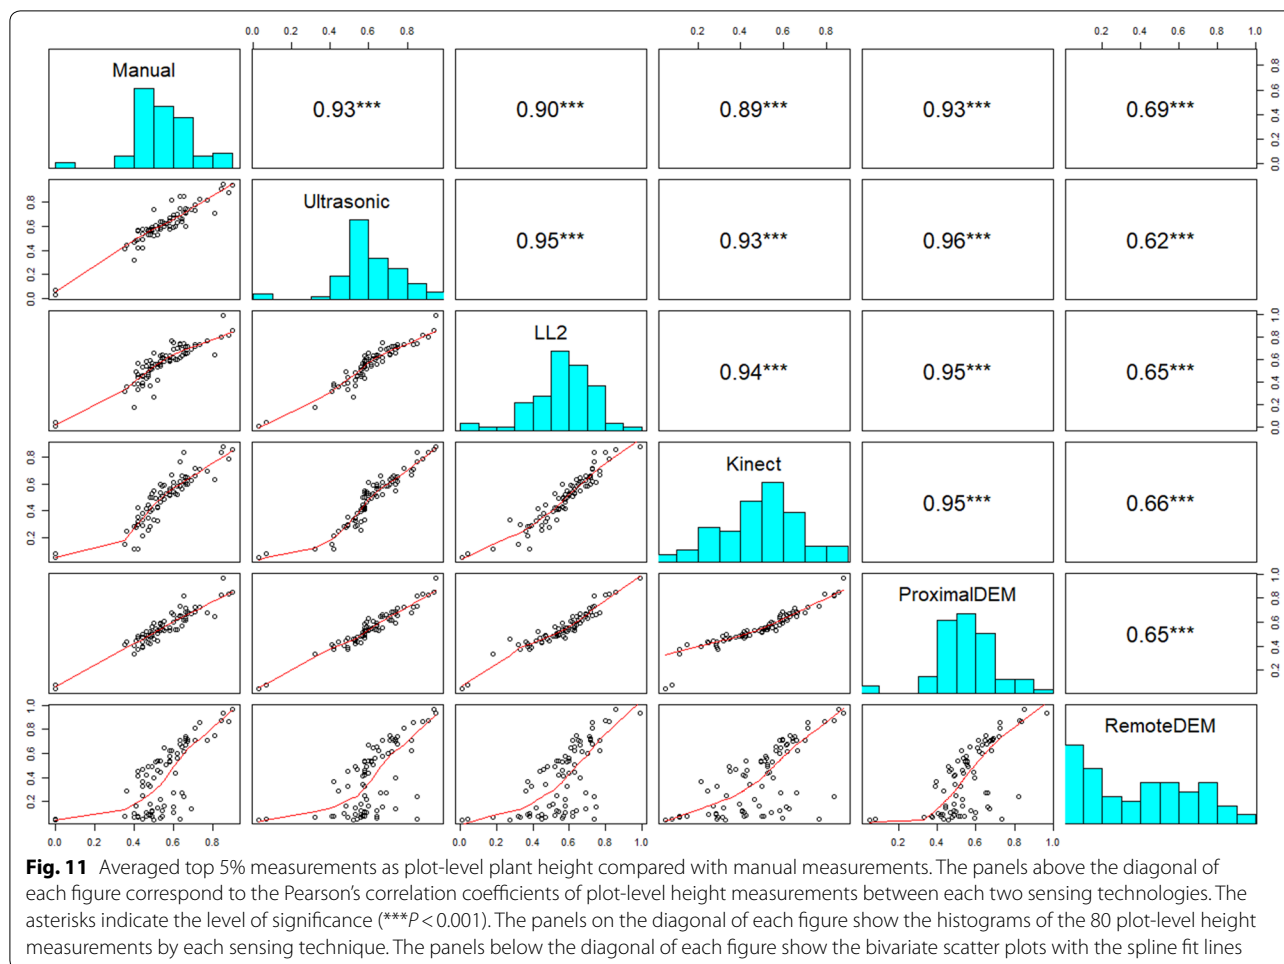 0.0 0.2 0.4 0.6 0.8
0.2 0.4 0.6 0.8
0.2 0.4 0.6 0.8 1.0
Manual
0.93***
0.90***
0.89***
0.93***
0.69***
0.0 0.2 0.4 0.6 0.8
0.0 0.2 0.4 0.6 0.8
Ultrasonic
0.95***
0.93***
0.96***
0.62***
LL2
0.94***
0.95***
0.65***
0.0 0.2 0.4 0.6 0.8 1.0
0.2 0.4 0.6 0.8
Kinect
0.95***
0.66***
ProximalDEM
0.65***
0.0 0.2 0.4 0.6 0.8 1.0
0.2 0.4 0.6 0.8 1.0
RemoteDEM
0.0 0.2 0.4 0.6 0.8
0.0 0.2 0.4 0.6 0.8 1.0
0.2 0.4 0.6 0.8 1.0
Fig. 11 Averaged top 5% measurements as plot-level plant height compared with manual measurements. The panels above the diagonal of
each figure correspond to the Pearson's correlation coefficients of plot-level height measurements between each two sensing technologies. The
asterisks indicate the level of significance (***P < 0.001). The panels on the diagonal of each figure show the histograms of the 80 plot-level height
measurements by each sensing technique. The panels below the diagonal of each figure show the bivariate scatter plots with the spline fit lines